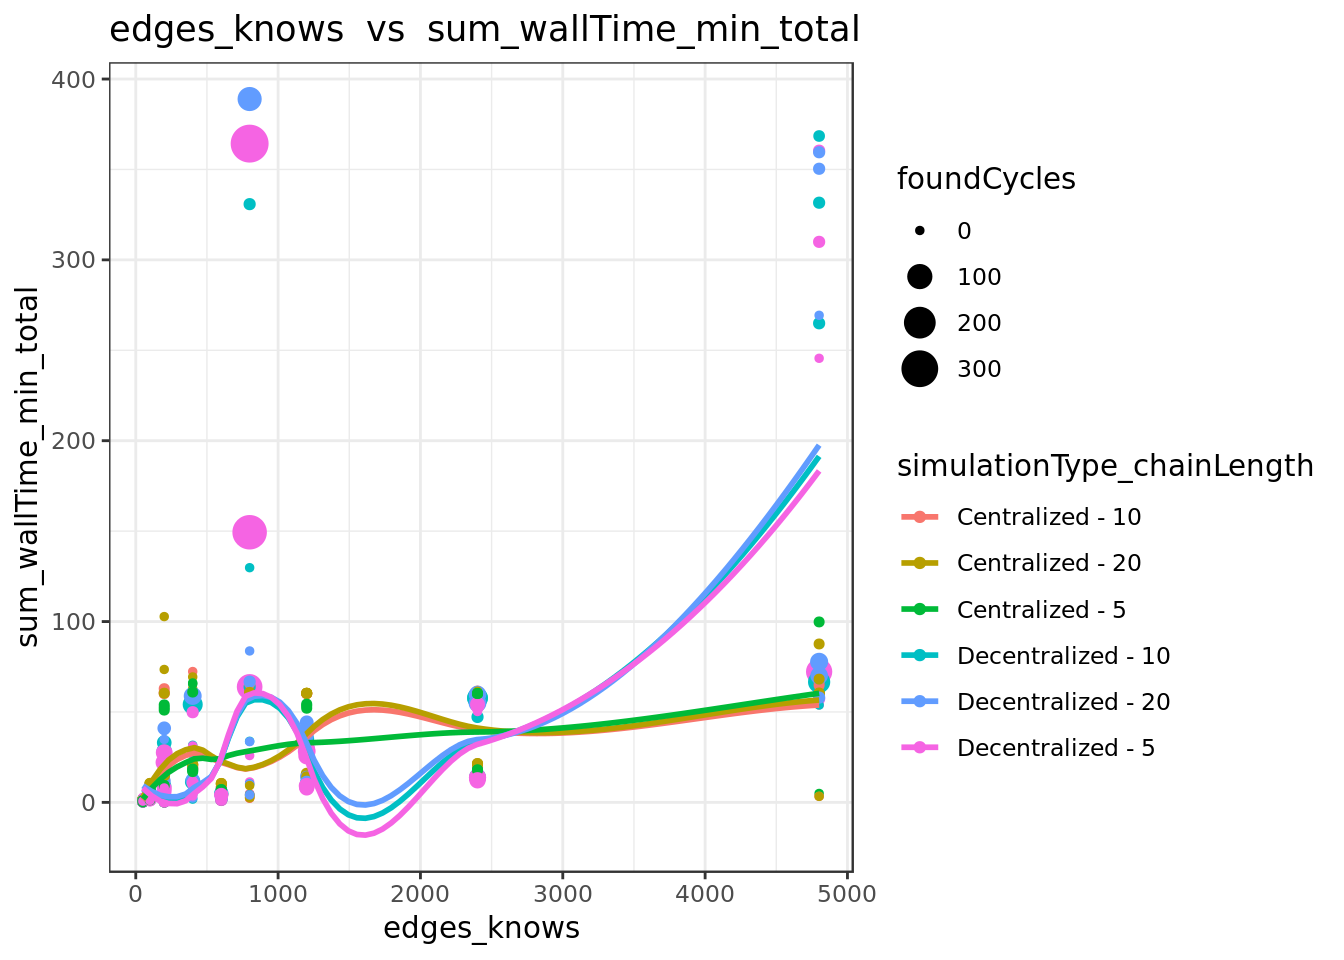 edges_knows vs sum_wallTime_min_total
sum_wallTime_min_total
400
300
200
100
0
0
1000
2000
3000
4000
5000
edges_knows
foundCycles
0
100
200
300
simulationType_chainLength
Centralized - 10
Centralized - 20
Centralized - 5
Decentralized - 10
Decentralized - 20
Decentralized - 5